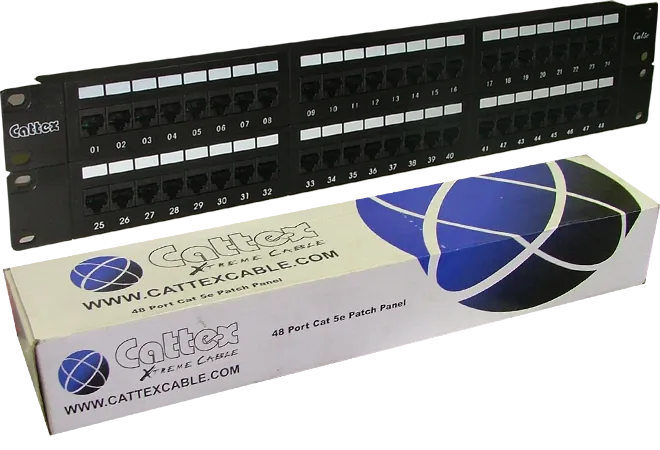 Cattex
Cat5e
01 02 03 04 05 06 07 08
09 10 11 12 13 14 15 16
17 18 19 20 21 22 23 24
25 26 27 28 29 30 31 32
33 34 35 36 37 38 39 40
41 42 43 44 45 46 47 48
Cattex
XTREME CABLE
WWW.CATTEXCABLE.COM
48 Port Cat 5e Patch Panel
Cattex
XTREME CABLE
WWW.CATTEXCABLE.COM
48 Port Cat 5e Patch Panel